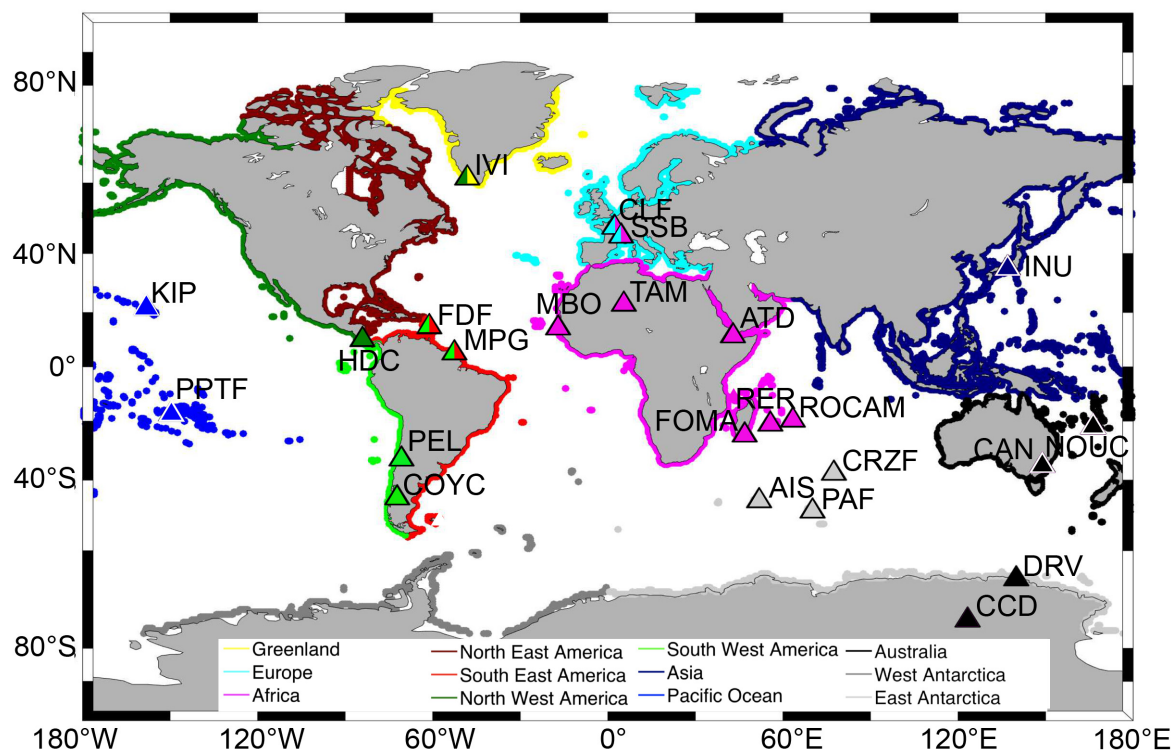 80°N
IVI
CLF
SSB
40°N
INU
KIP
TAM
MBO
FDF
ATD
MPG
HDC
0°
PPTF
RER
ROCAM
FOMA
PEL
CAN
NOUC
CRZF
40°S
COYC
AIS
PAF
DRV
CCD
80°S
Greenland
Europe
Africa
North East America
South East America
North West America
South West America
Asia
Pacific Ocean
Australia
West Antarctica
East Antarctica
180°W 120°W 60°W 0° 60°E 120°E 180°E